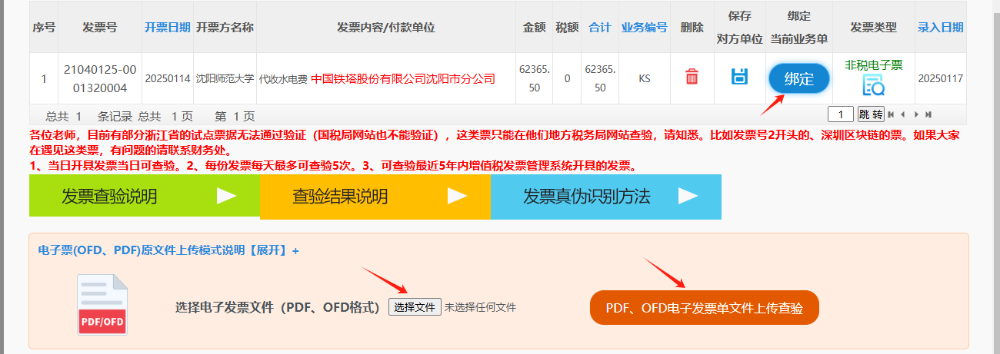 序号 发票号 开票日期 开票方名称 发票内容/付款单位 金额 税额 合计 业务编号 删除 保存 对方单位 绑定 当前业务单 发票类型 录入日期
1 21040125-00 01320004 20250114 沈阳师范大学 代收水电费 中国铁塔股份有限公司沈阳市分公司 62365.50 0 62365.50 KS 绑定 非税电子票 20250117
总共 1 条记录 总共 1 页 第 1 页 1 跳 转
各位老师，目前有部分浙江省的试点票据无法通过验证（国税局网站也不能验证），这类票只能在他们地方税务局网站查验，请知悉。比如发票号2开头的、深圳区块链的票。如果大家
在遇见这类票，有问题的请联系财务处。
1、当日开具发票当日可查验。2、每份发票每天最多可查验5次。3、可查验最近5年内增值税发票管理系统开具的发票。
发票查验说明 查验结果说明 发票真伪识别方法
电子票(OFD、PDF)原文件上传模式说明【展开】+
PDF/OFD 选择电子发票文件（PDF、OFD格式） 选择文件 未选择任何文件 PDF、OFD电子发票单文件上传查验